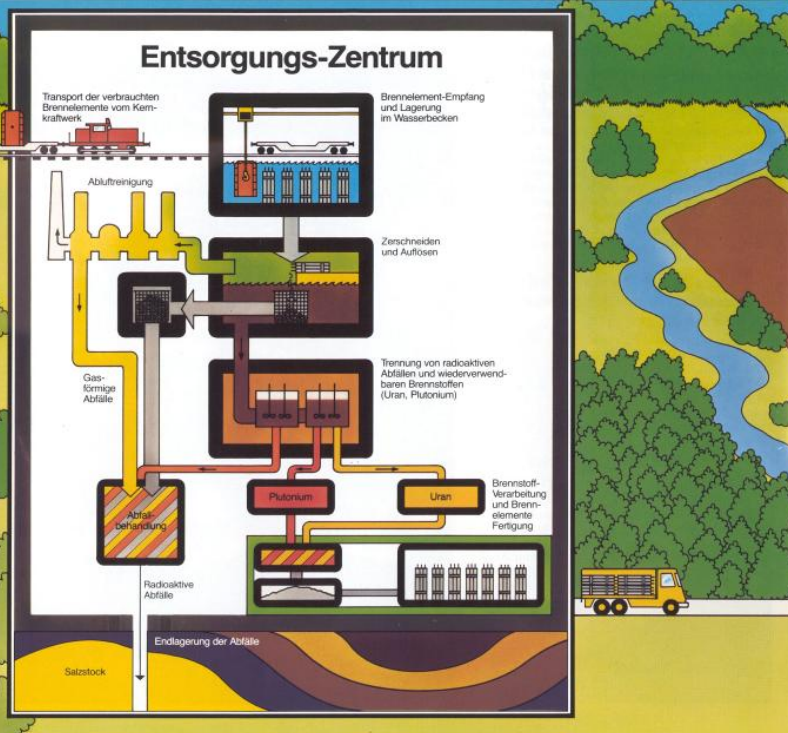 Entsorgungs-Zentrum
Transport der verbrauchten
Brennelemente vom Kern-
kraftwerk
Brennelement-Empfang
und Lagerung
im Wasserbecken
Abluftreinigung
Zerschneiden
und Auflösen
Trennung von radioaktiven
Abfällen und wiederverwend-
baren Brennstoffen
(Uran, Plutonium)
Gas-
förmige
Abfälle
Plutonium
Uran
Brennstoff-
Verarbeitung
und Brenn-
elemente
Fertigung
Abfall-
behandlung
Radioaktive
Abfälle
Endlagerung der Abfälle
Salzstock